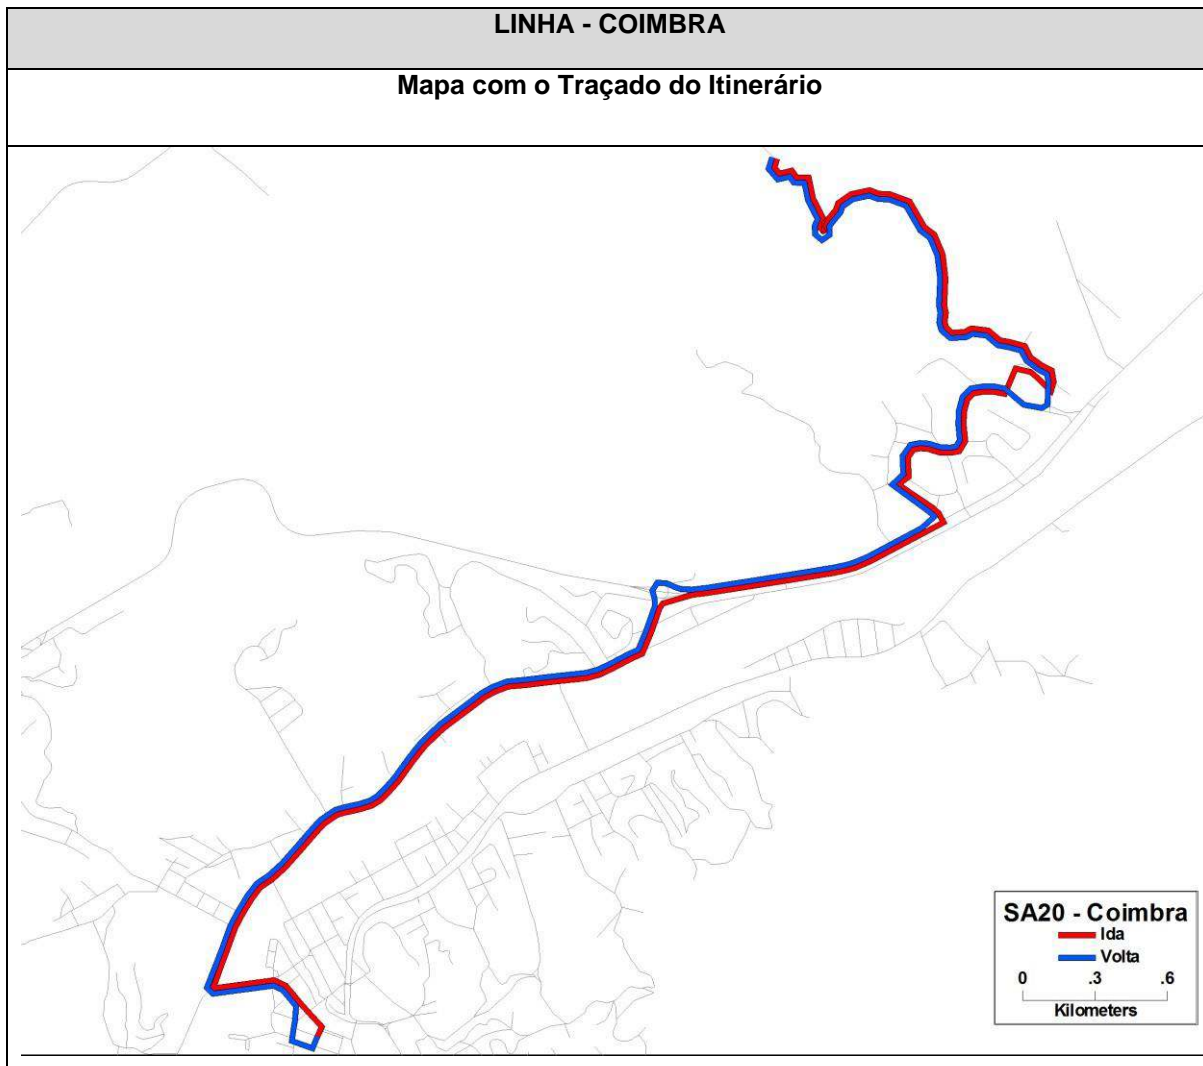 LINHA - COIMBRA
Mapa com o Traçado do Itinerário
SA20 - Coimbra
Ida
Volta
0 .3 .6
Kilometers